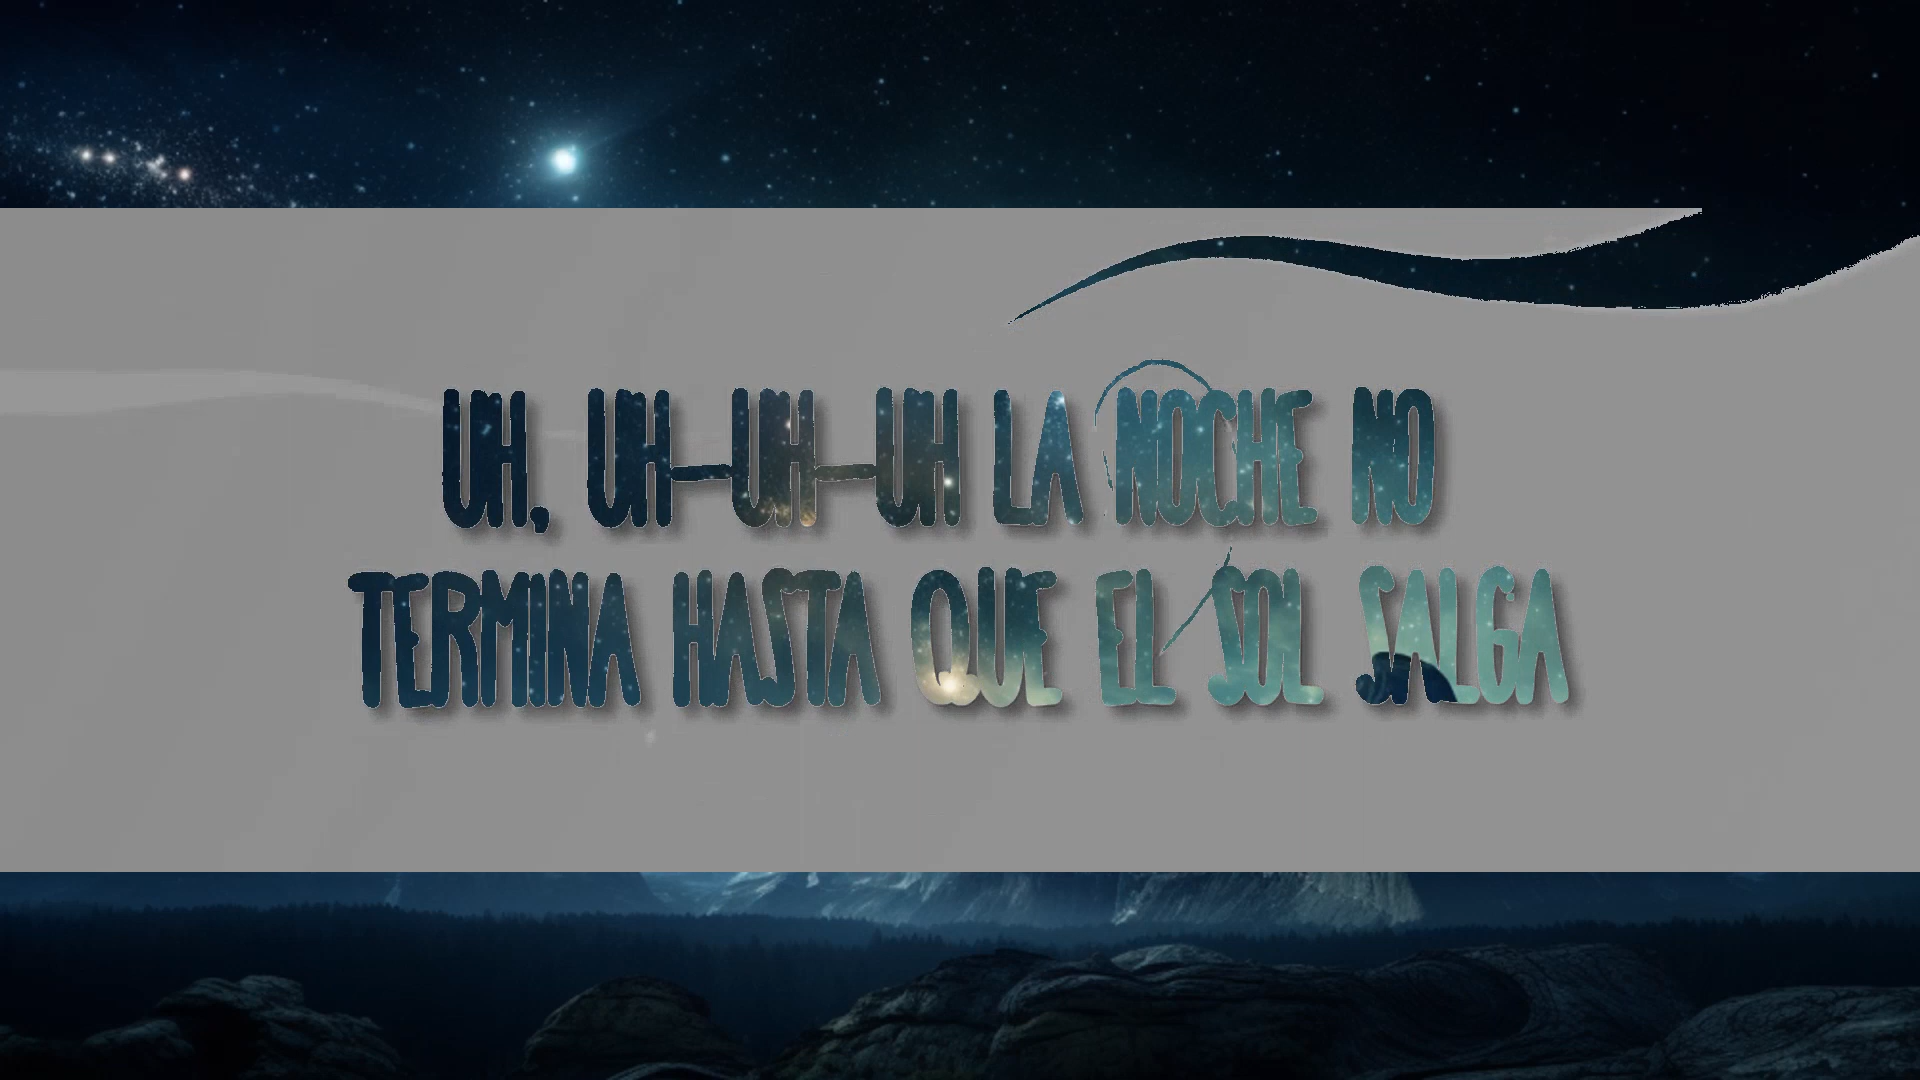 UH, UH-UH-UH LA NOCHE NO
TERMINA HASTA QUE EL SOL SALGA